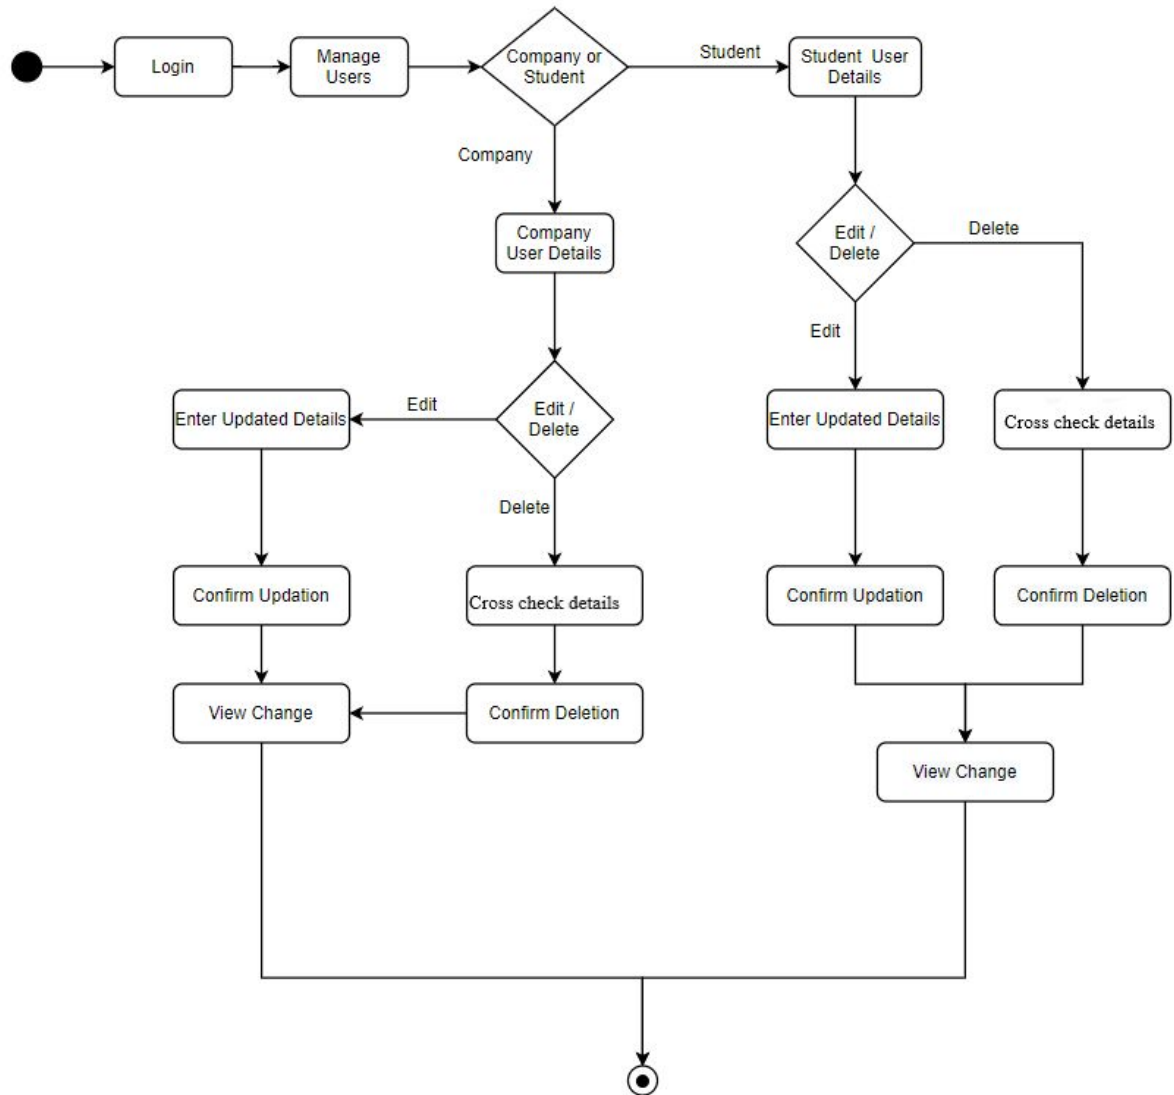 Login
Manage
Users
Company or
Student
Student
Student User
Details
Company
Company
User Details
Edit /
Delete
Delete
Edit
Enter Updated Details
Edit
Edit /
Delete
Enter Updated Details
Cross check details
Delete
Confirm Updation
Cross check details
Confirm Updation
Confirm Deletion
View Change
Confirm Deletion
View Change